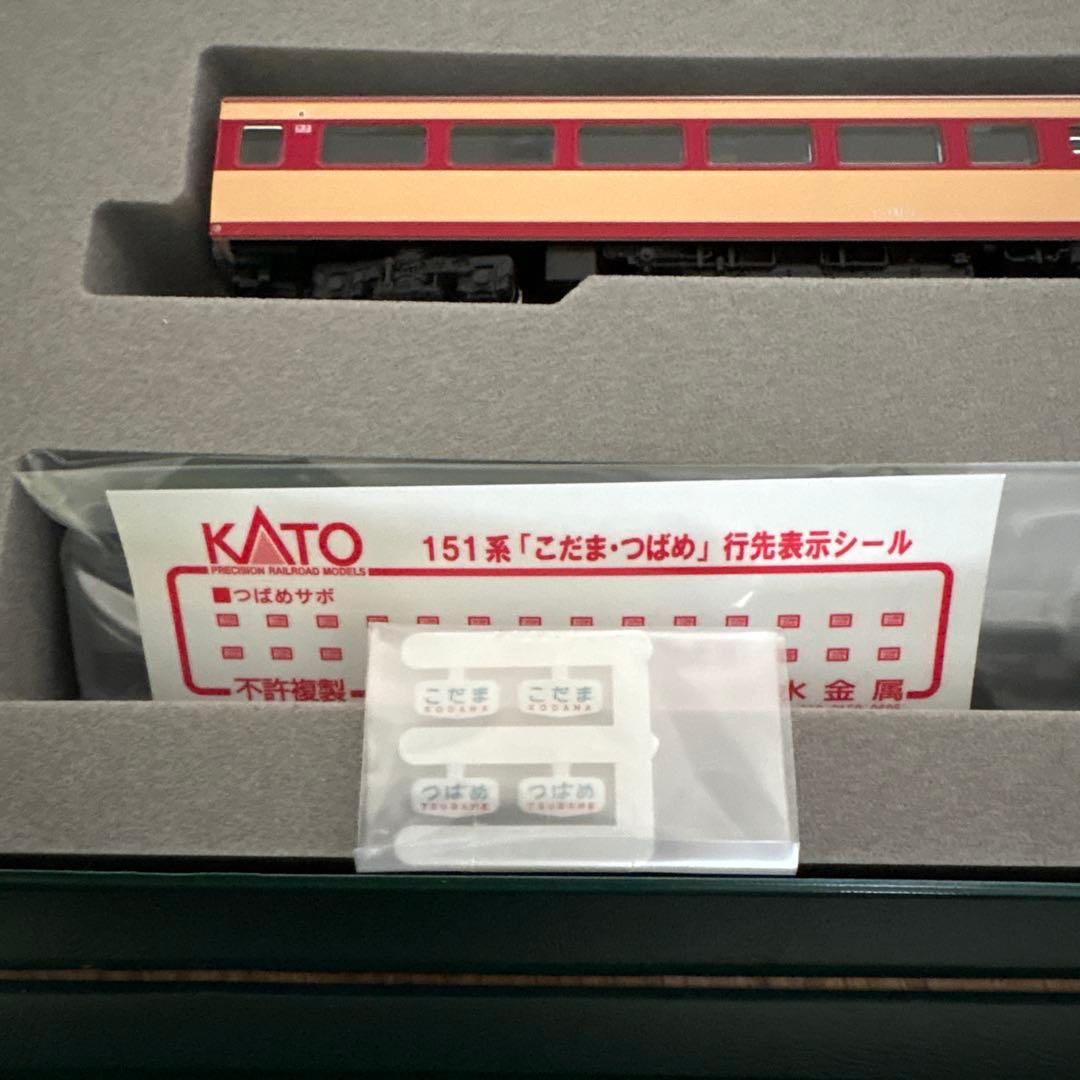 KATO
PRECISION RAILROAD MODELS
151系「こだま・つばめ」行先表示シール
■つばめサボ
不許複製
水金属
こだま こだま
KODAMA KODAMA
つばめ つばめ
TSUBAME TSUBAME